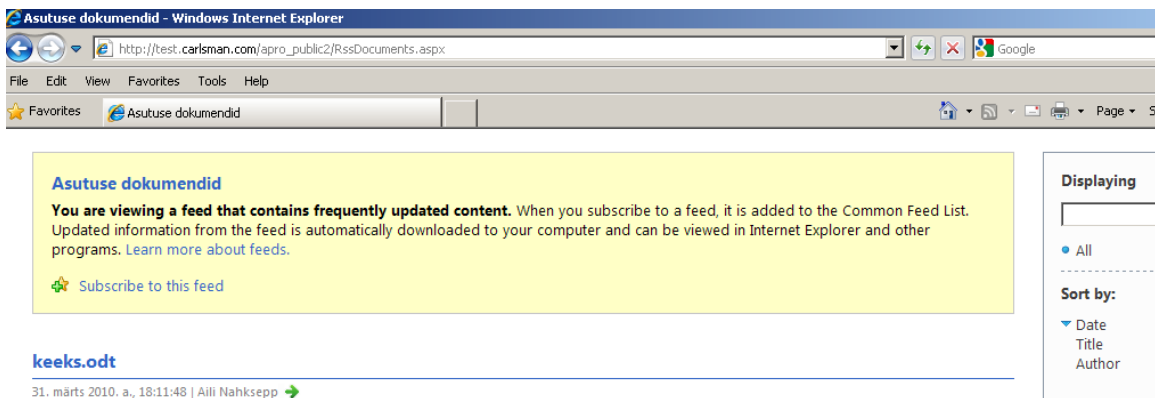 Asutuse dokumendid - Windows Internet Explorer
http://test.carlsman.com/apro_public2/RssDocuments.aspx
Google
File Edit View Favorites Tools Help
Favorites
Asutuse dokumendid
Page
Asutuse dokumendid
You are viewing a feed that contains frequently updated content. When you subscribe to a feed, it is added to the Common Feed List.
Updated information from the feed is automatically downloaded to your computer and can be viewed in Internet Explorer and other
programs. Learn more about feeds.
Subscribe to this feed
keeks.odt
31. märts 2010. a., 18:11:48 | Aili Nahksepp
Displaying
All
Sort by:
Date
Title
Author